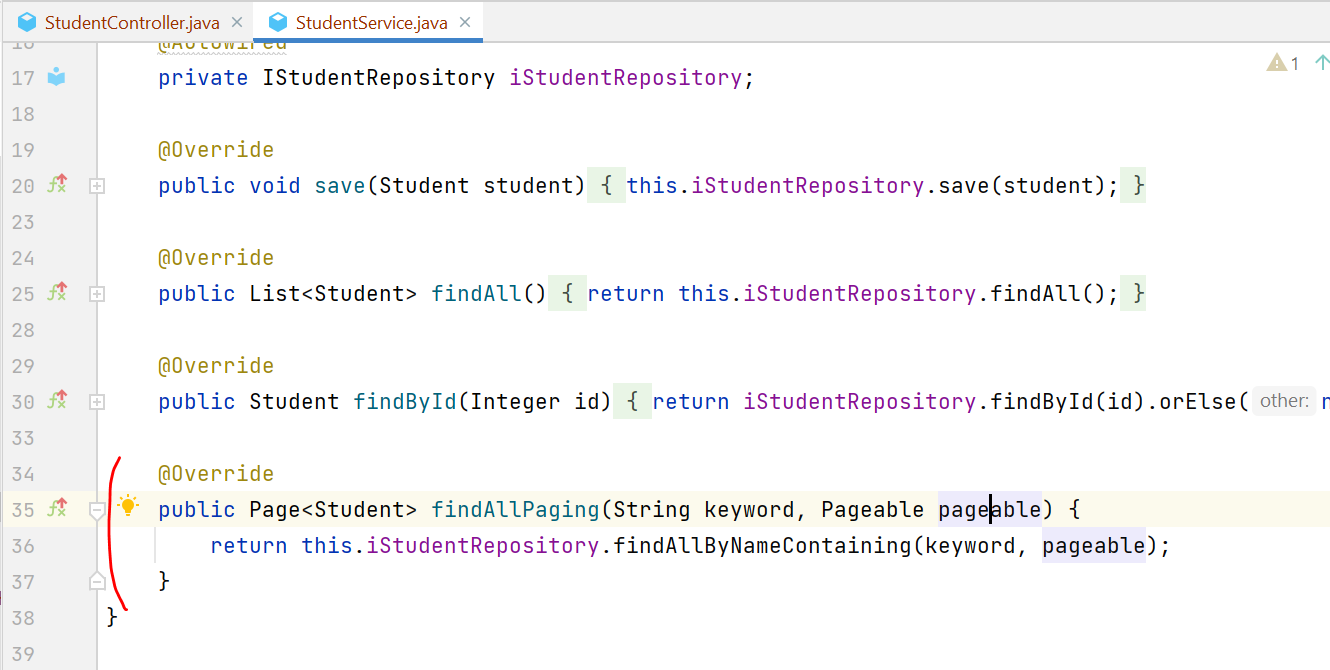 StudentController.java × StudentService.java ×
16 @Autowired
17 private IStudentRepository iStudentRepository;
1
18
19 @Override
20 public void save(Student student) { this.iStudentRepository.save(student); }
23
24 @Override
25 public List<Student> findAll() { return this.iStudentRepository.findAll(); }
28
29 @Override
30 public Student findById(Integer id) { return iStudentRepository.findById(id).orElse( other:
33
34 @Override
35 public Page<Student> findAllPaging(String keyword, Pageable pageable) {
36 return this.iStudentRepository.findAllByNameContaining(keyword, pageable);
37 }
38 }
39